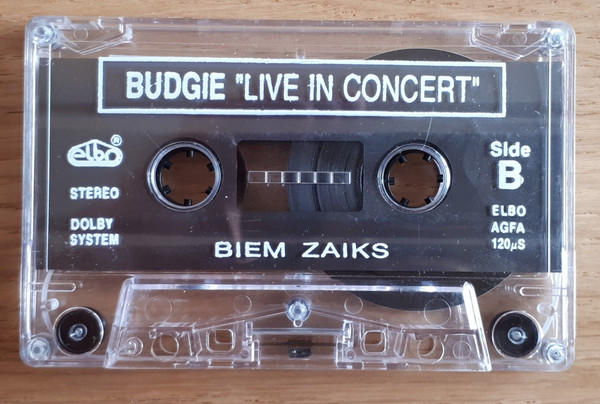 BUDGIE "LIVE IN CONCERT"
elbo®
STEREO
DOLBY
SYSTEM
Side
B
ELBO
AGFA
120µS
BIEM ZAIKS